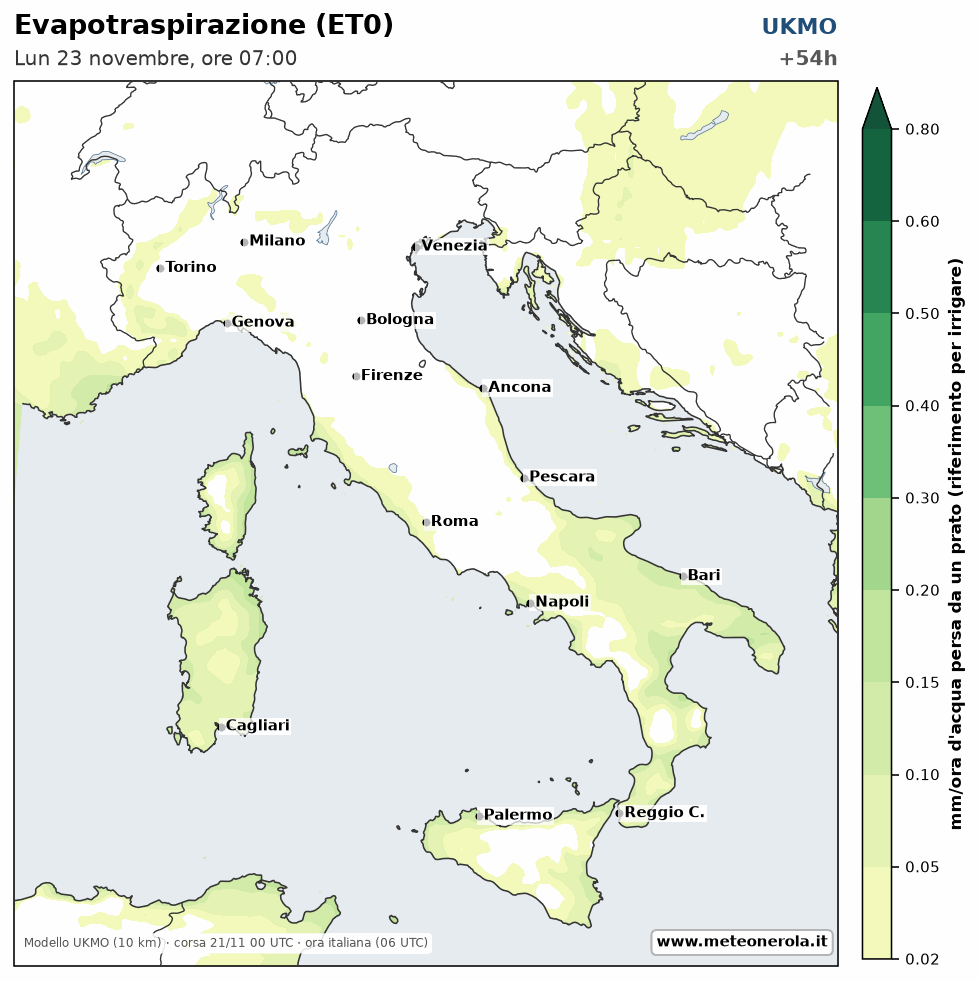 Evapotraspirazione (ET0)
UKMO
Lun 23 novembre, ore 07:00
+54h
0.80
0.60
0.50
0.40
0.30
0.20
0.15
0.10
0.05
0.02
mm/ora d'acqua persa da un prato (riferimento per irrigare)
Milano
Venezia
Torino
Genova
Bologna
Firenze
Ancona
Pescara
Roma
Bari
Napoli
Cagliari
Palermo
Reggio C.
Modello UKMO (10 km) · corsa 21/11 00 UTC · ora italiana (06 UTC)
www.meteonerola.it